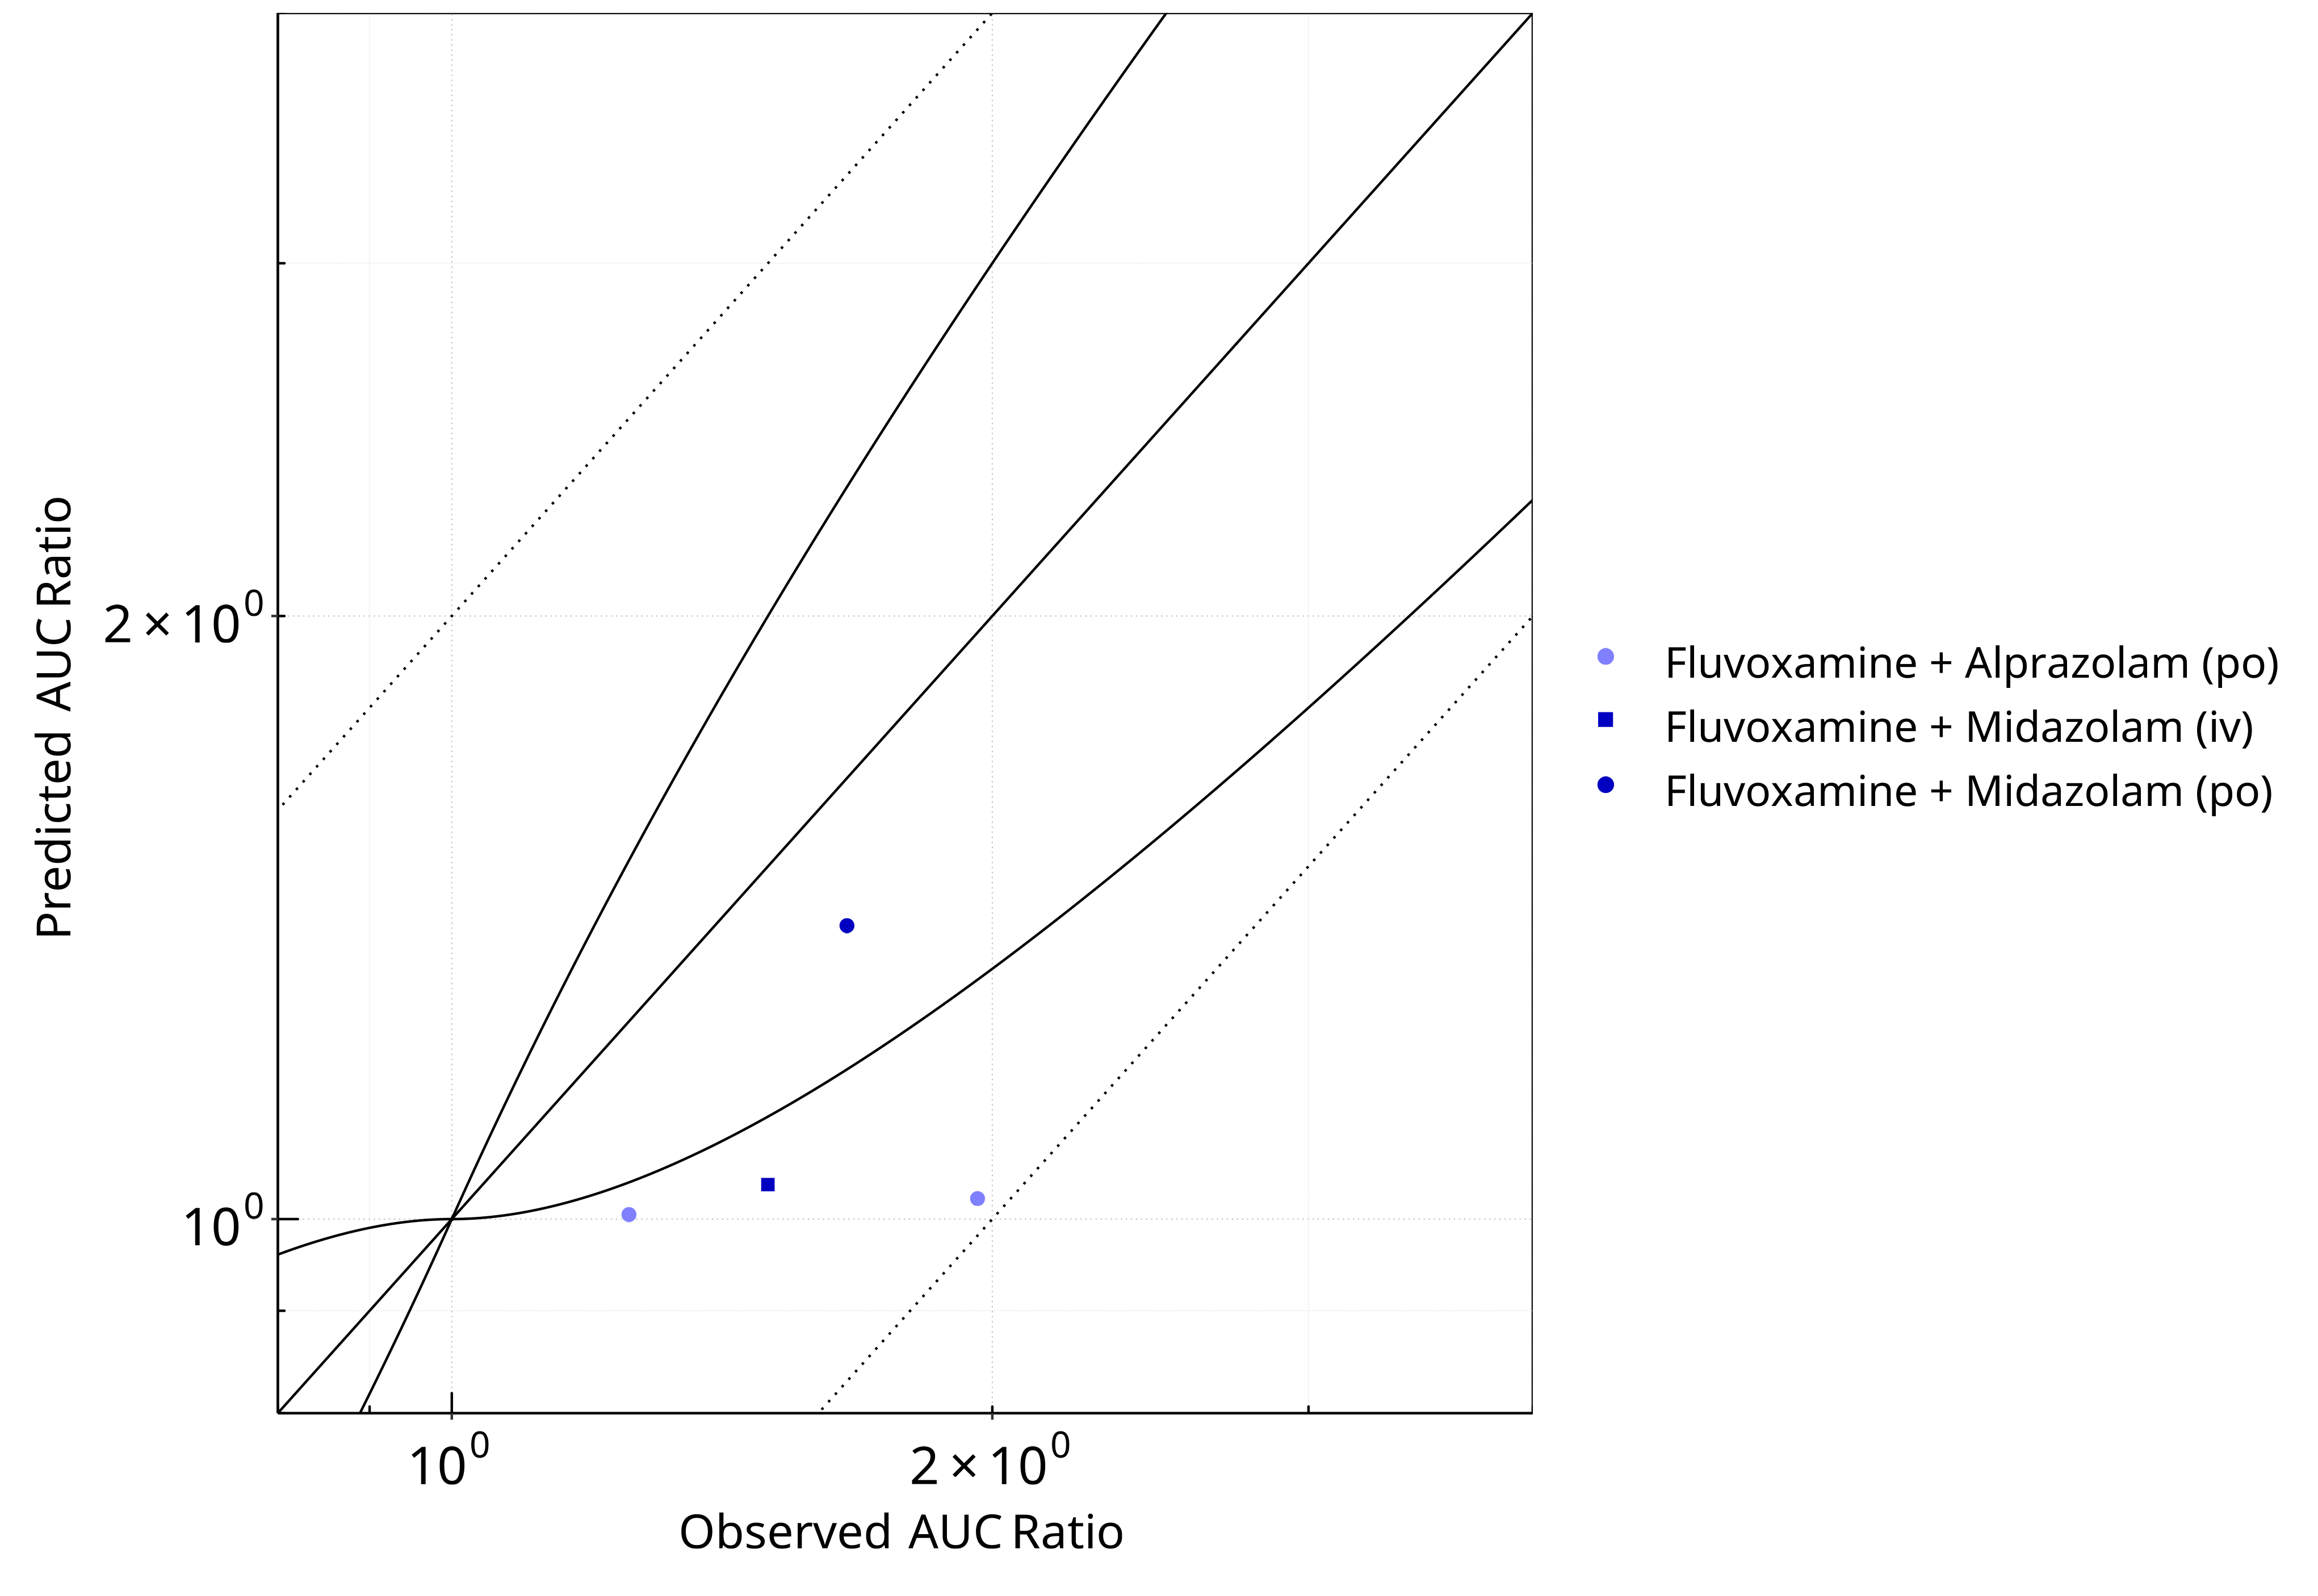 Predicted AUC Ratio
2 × 10⁰
10⁰
10⁰
2 × 10⁰
Observed AUC Ratio
Fluvoxamine + Alprazolam (po)
Fluvoxamine + Midazolam (iv)
Fluvoxamine + Midazolam (po)